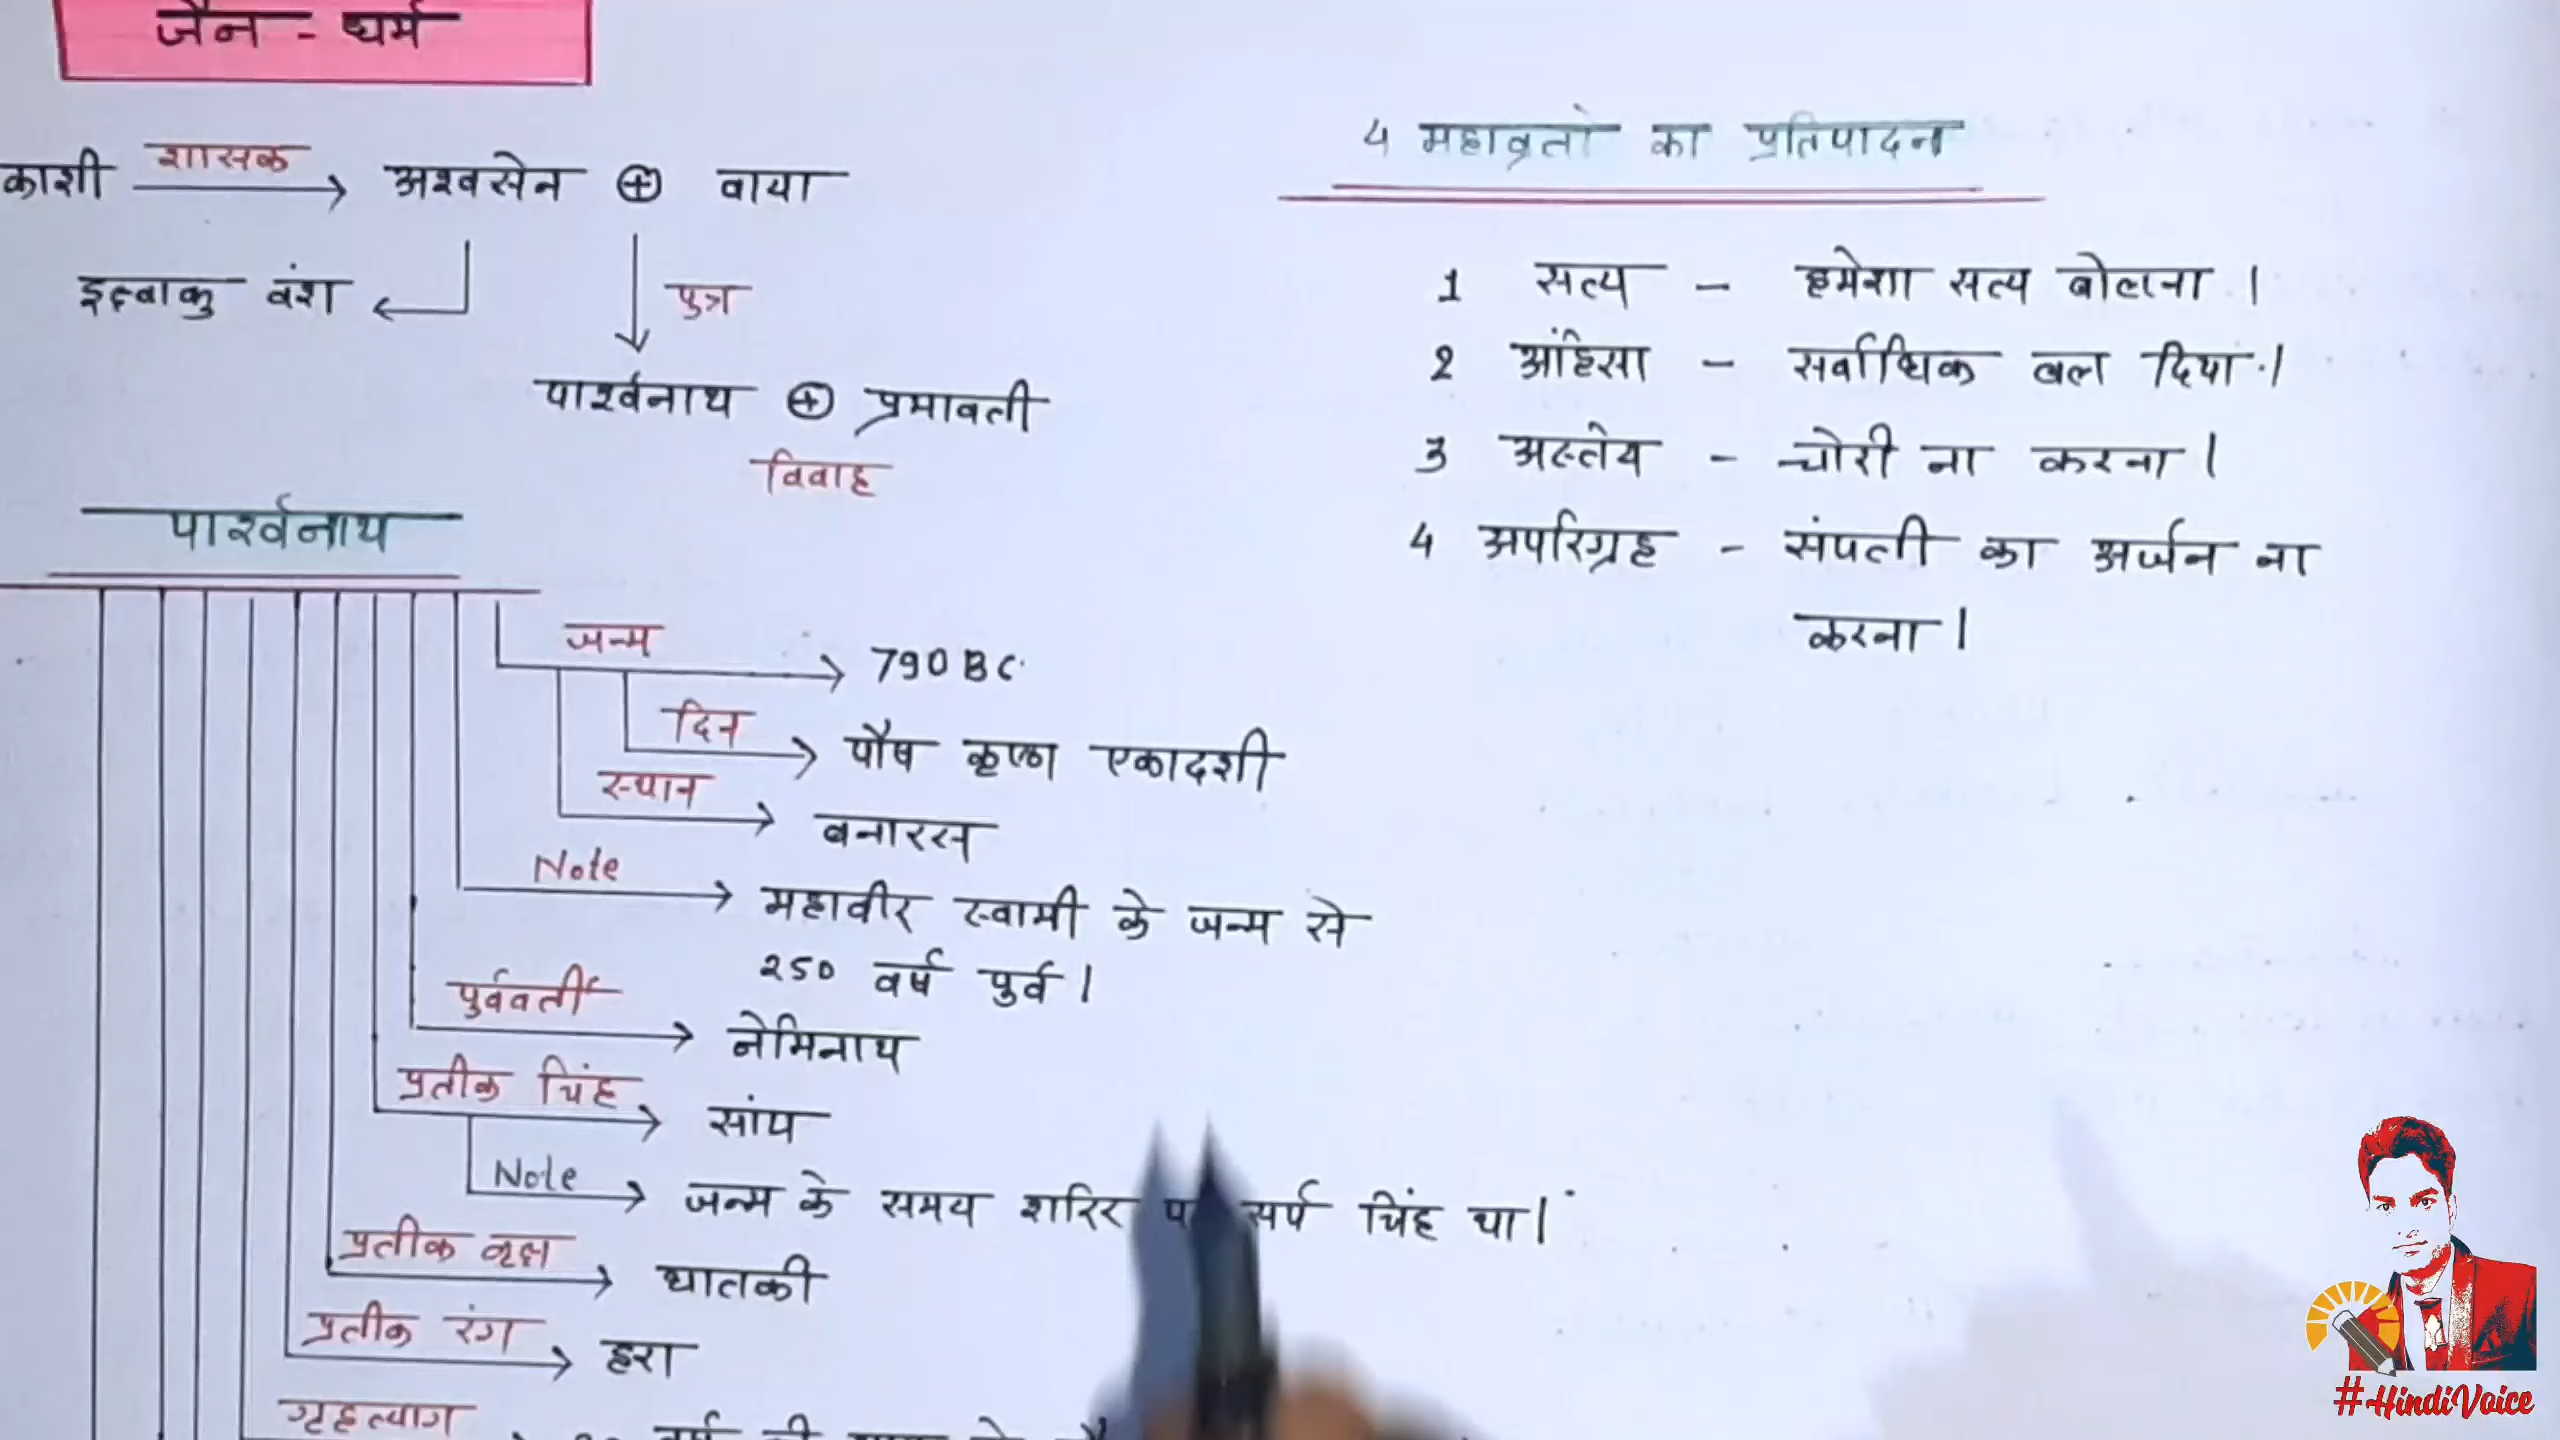 जैन - धर्म
काशी शासक अश्वसेन ⊕ वामा
इक्ष्वाकु वंश पुत्र
पार्श्वनाथ ⊕ प्रभावती
विवाह
पार्श्वनाथ
जन्म 790 BC
दिन पौष कृष्ण एकादशी
स्थान बनारस
Note महावीर स्वामी के जन्म से
250 वर्ष पुर्व।
पुर्ववर्ती नेमिनाथ
प्रतीक चिंह सांप
Note जन्म के समय शरिर सर्प चिंह था।
प्रतीक वृक्ष धातकी
प्रतीक रंग हरा
गृहत्याग
4 महाव्रतो का प्रतिपादन
1 सत्य - हमेशा सत्य बोलना।
2 अहिंसा - सर्वाधिक बल दिया।
3 अस्तेय - चोरी ना करना।
4 अपरिग्रह - संपती का अर्जन ना
करना।
#HindiVoice